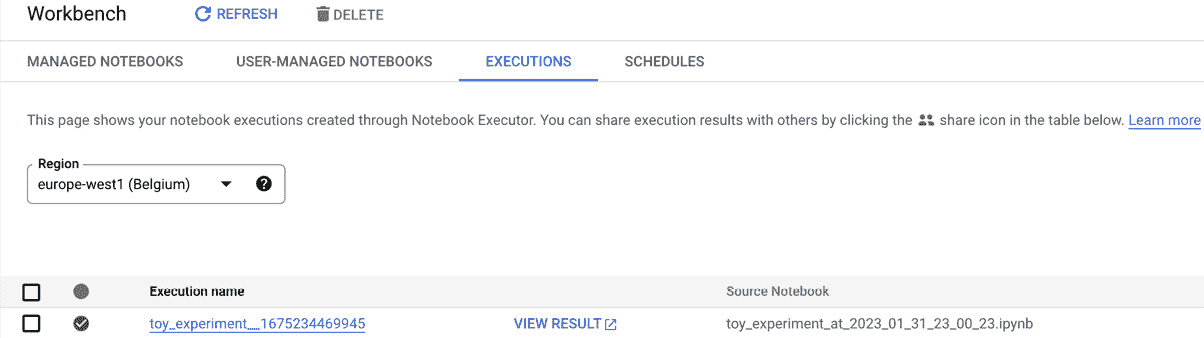 Workbench REFRESH DELETE
MANAGED NOTEBOOKS USER-MANAGED NOTEBOOKS EXECUTIONS SCHEDULES
This page shows your notebook executions created through Notebook Executor. You can share execution results with others by clicking the share icon in the table below. Learn more
Region
europe-west1 (Belgium)
Execution name Source Notebook
toy_experiment__1675234469945 VIEW RESULT toy_experiment_at_2023_01_31_23_00_23.ipynb